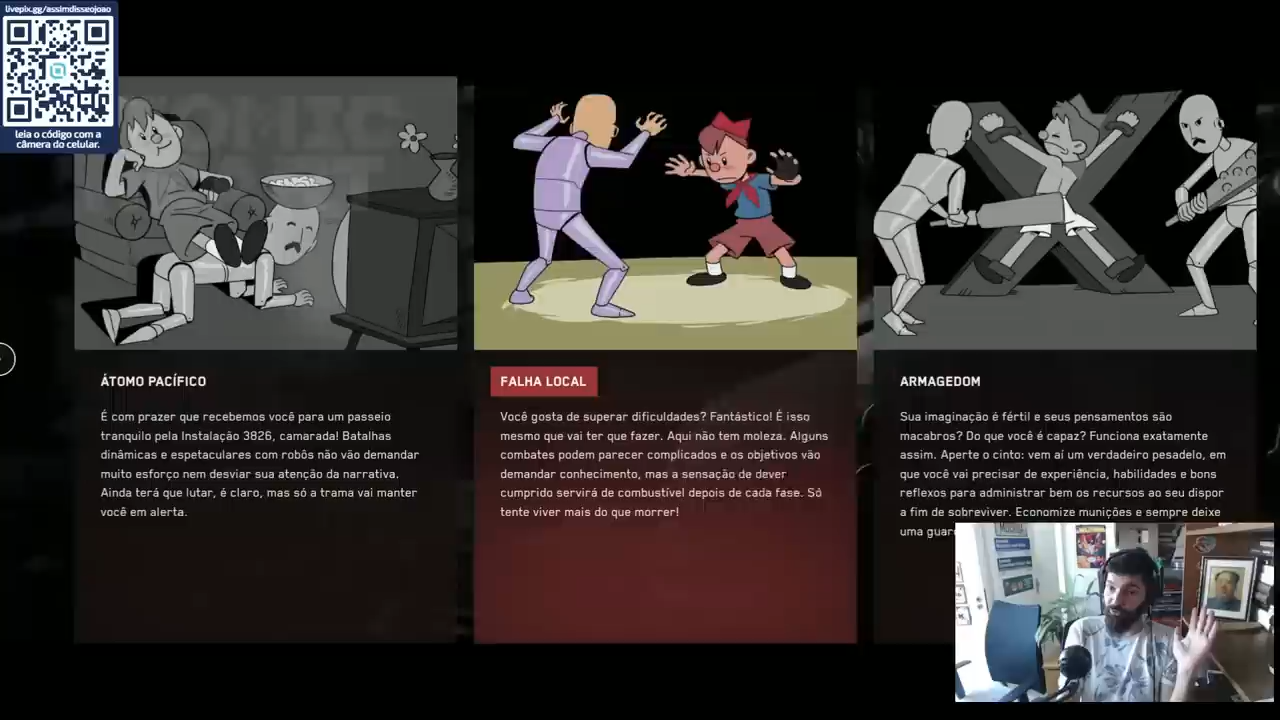 livepix.gg/assimdissejoao
leia o código com a
câmera do celular.
ÁTOMO PACÍFICO
É com prazer que recebemos você para um passeio
tranquilo pela Instalação 3826, camarada! Batalhas
dinâmicas e espetaculares com robôs não vão demandar
muito esforço nem desviar sua atenção da narrativa.
Ainda terá que lutar, é claro, mas só a trama vai manter
você em alerta.
FALHA LOCAL
Você gosta de superar dificuldades? Fantástico! É isso
mesmo que vai ter que fazer. Aqui não tem moleza. Alguns
combates podem parecer complicados e os objetivos vão
demandar conhecimento, mas a sensação de dever
cumprido servirá de combustível depois de cada fase. Só
tente viver mais do que morrer!
ARMAGEDOM
Sua imaginação é fértil e seus pensamentos são
macabros? Do que você é capaz? Funciona exatamente
assim. Aperte o cinto: vem aí um verdadeiro pesadelo, em
que você vai precisar de experiência, habilidades e bons
reflexos para administrar bem os recursos ao seu dispor
a fim de sobreviver. Economize munições e sempre deixe
uma